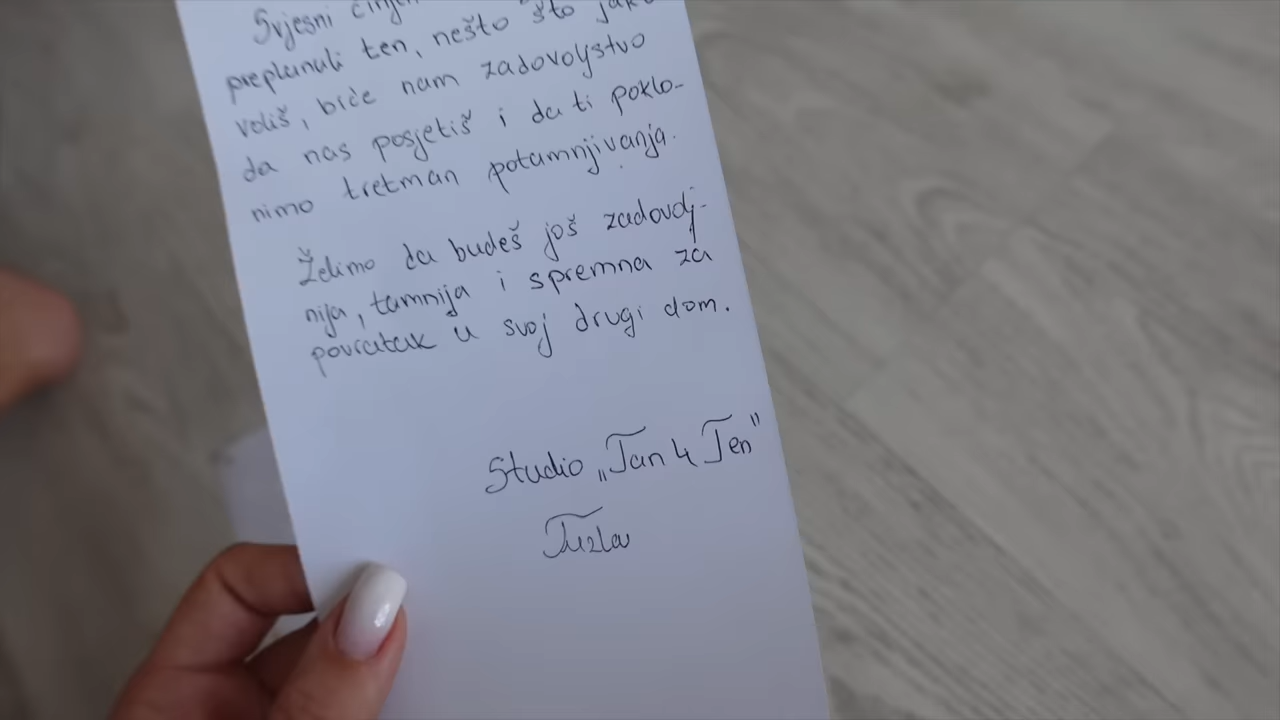 Svjesni
preplanuli ten, nešto što jako
voliš, biće nam zadovoljstvo
da nas posjetiš i da ti poklo-
nimo tretman potamnjivanja.
Želimo da budeš još zadovolj-
nija, tamnija i spremna za
povratak u svoj drugi dom.
Studio „Tan 4 Ten"
Tuzla